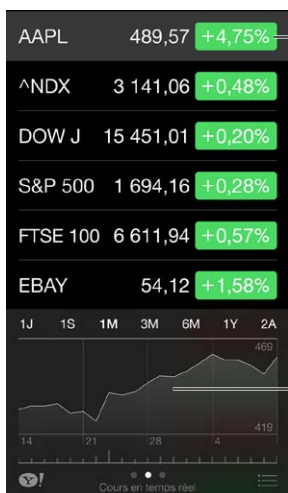 AAPL 489,57 +4,75%
^NDX 3 141,06 +0,48%
DOW J 15 451,01 +0,20%
S&P 500 1 694,16 +0,28%
FTSE 100 6 611,94 +0,57%
EBAY 54,12 +1,58%
1J 1S 1M 3M 6M 1Y 2A
469
419
14 21 28 4
Y! Cours en temps réel